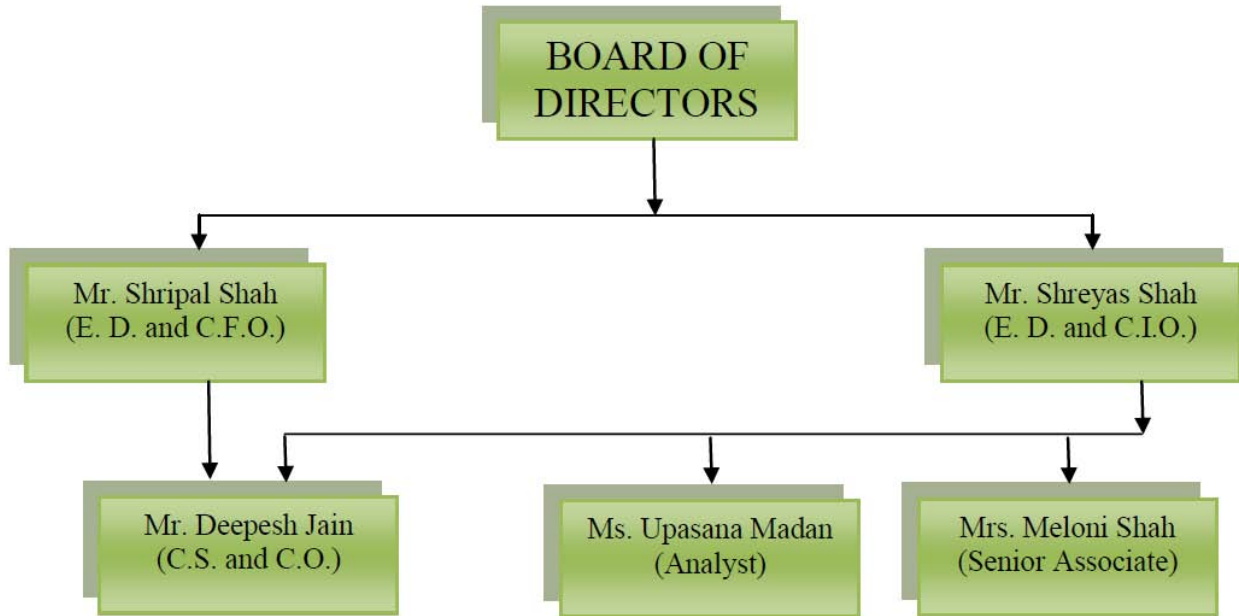 BOARD OF
DIRECTORS
Mr. Shripal Shah
(E. D. and C.F.O.)
Mr. Shreyas Shah
(E. D. and C.I.O.)
Mr. Deepesh Jain
(C.S. and C.O.)
Ms. Upasana Madan
(Analyst)
Mrs. Meloni Shah
(Senior Associate)